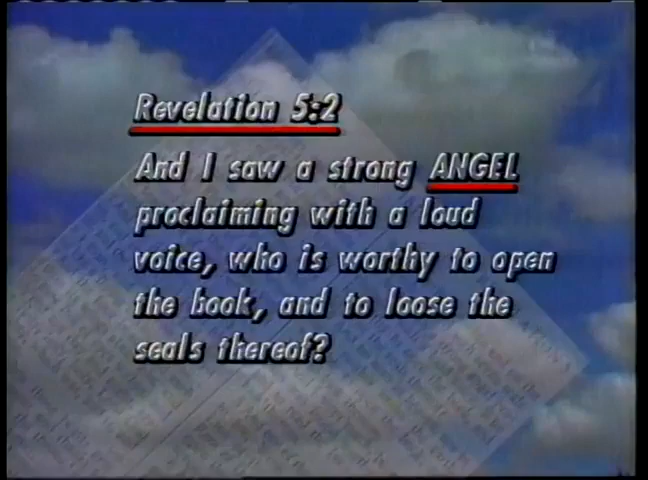 Revelation 5:2
And I saw a strong ANGEL
proclaiming with a loud
voice, who is worthy to open
the book, and to loose the
seals thereof?